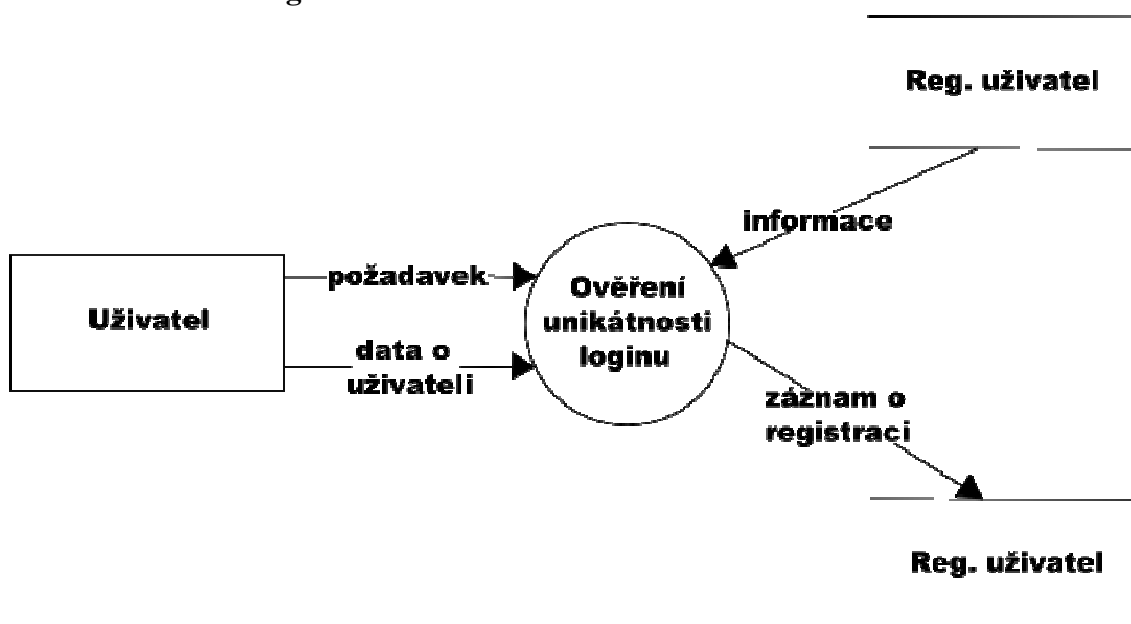 Reg. uživatel
informace
požadavek
Ověření
unikátnosti
loginu
Uživatel
data o
uživateli
záznam o
registraci
Reg. uživatel